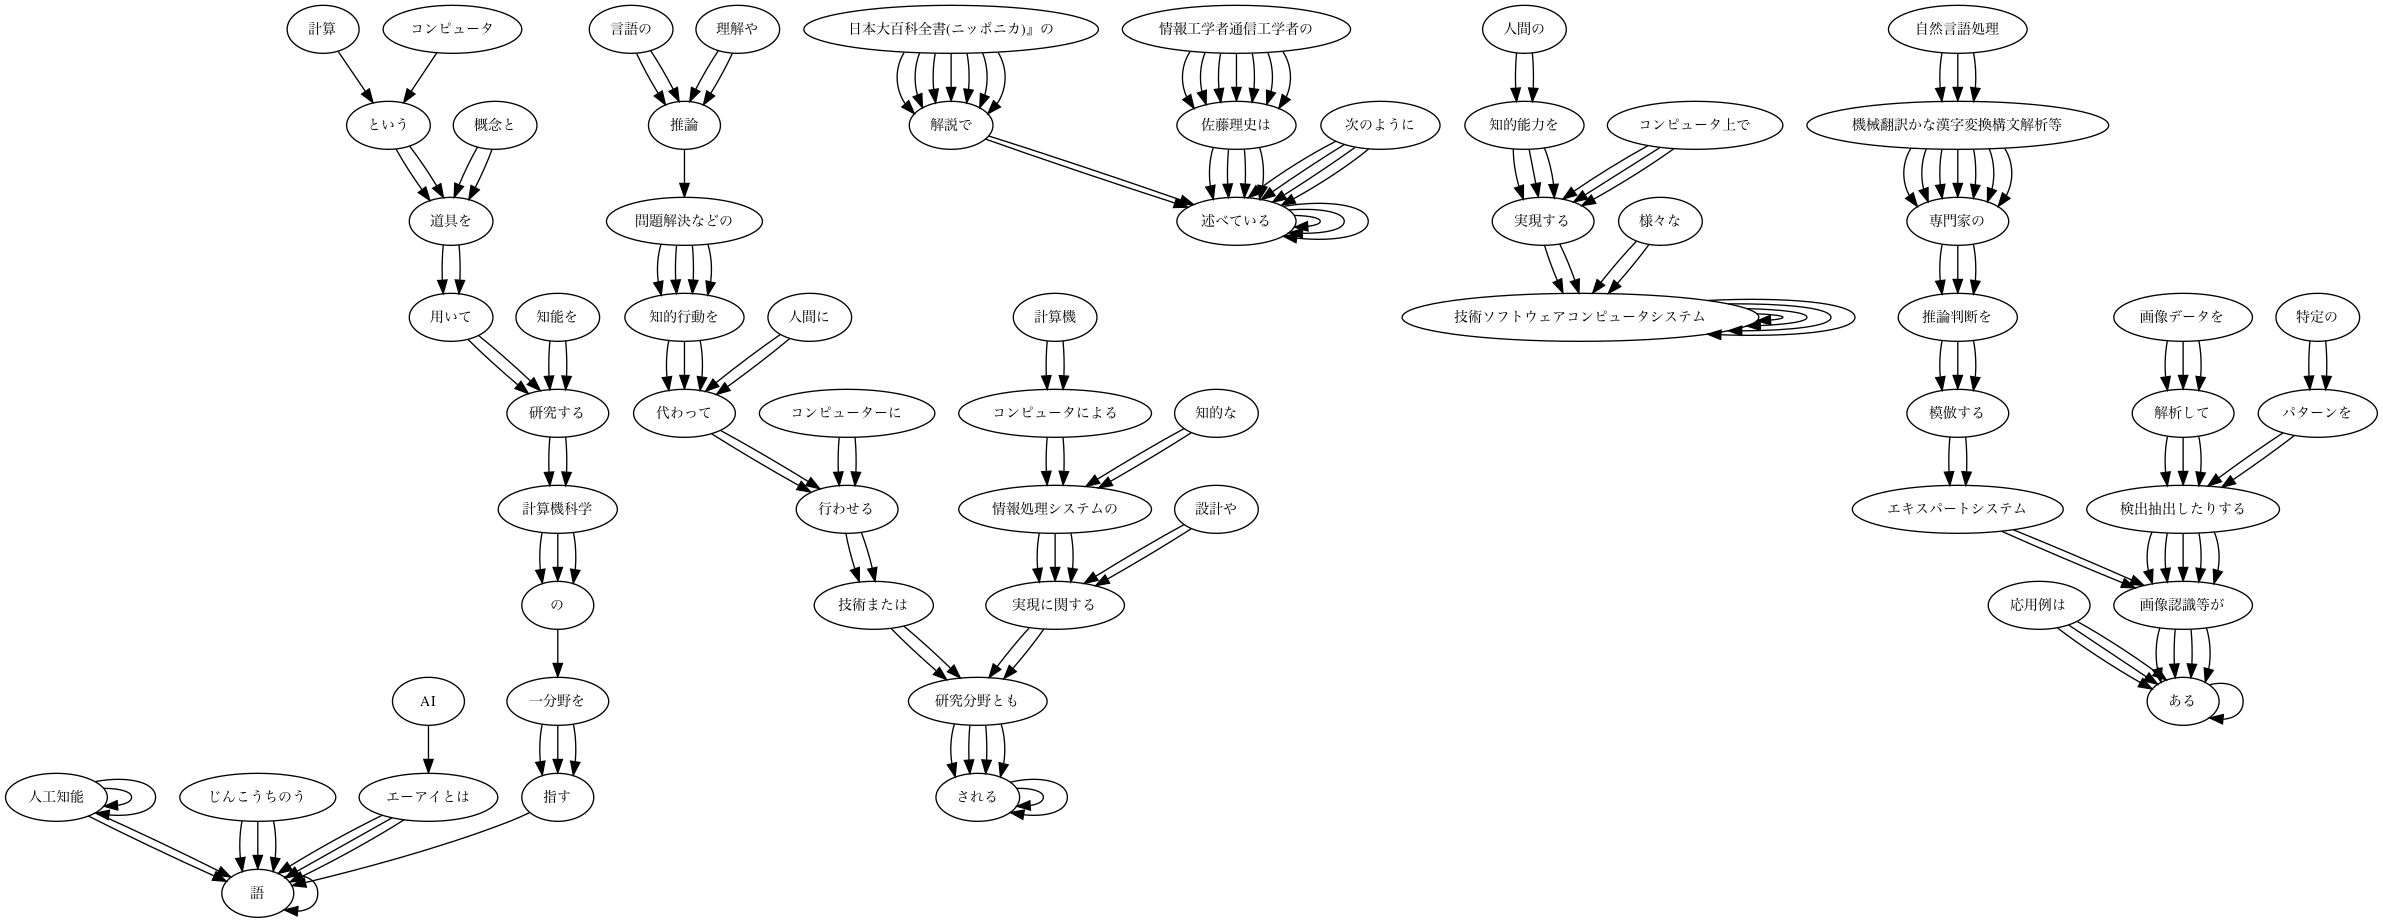 計算
コンピュータ
言語の
理解や
日本大百科全書(ニッポニカ)』の
情報工学者通信工学者の
人間の
自然言語処理
という
概念と
推論
解説で
佐藤理史は
次のように
知的能力を
コンピュータ上で
機械翻訳かな漢字変換構文解析等
道具を
問題解決などの
述べている
実現する
様々な
専門家の
用いて
知能を
知的行動を
人間に
計算機
技術ソフトウェアコンピュータシステム
推論判断を
画像データを
特定の
研究する
代わって
コンピューターに
コンピュータによる
知的な
模倣する
解析して
パターンを
計算機科学
行わせる
情報処理システムの
設計や
エキスパートシステム
検出抽出したりする
の
技術または
実現に関する
応用例は
画像認識等が
AI
一分野を
研究分野とも
ある
人工知能
じんこうちのう
エーアイとは
指す
される
語